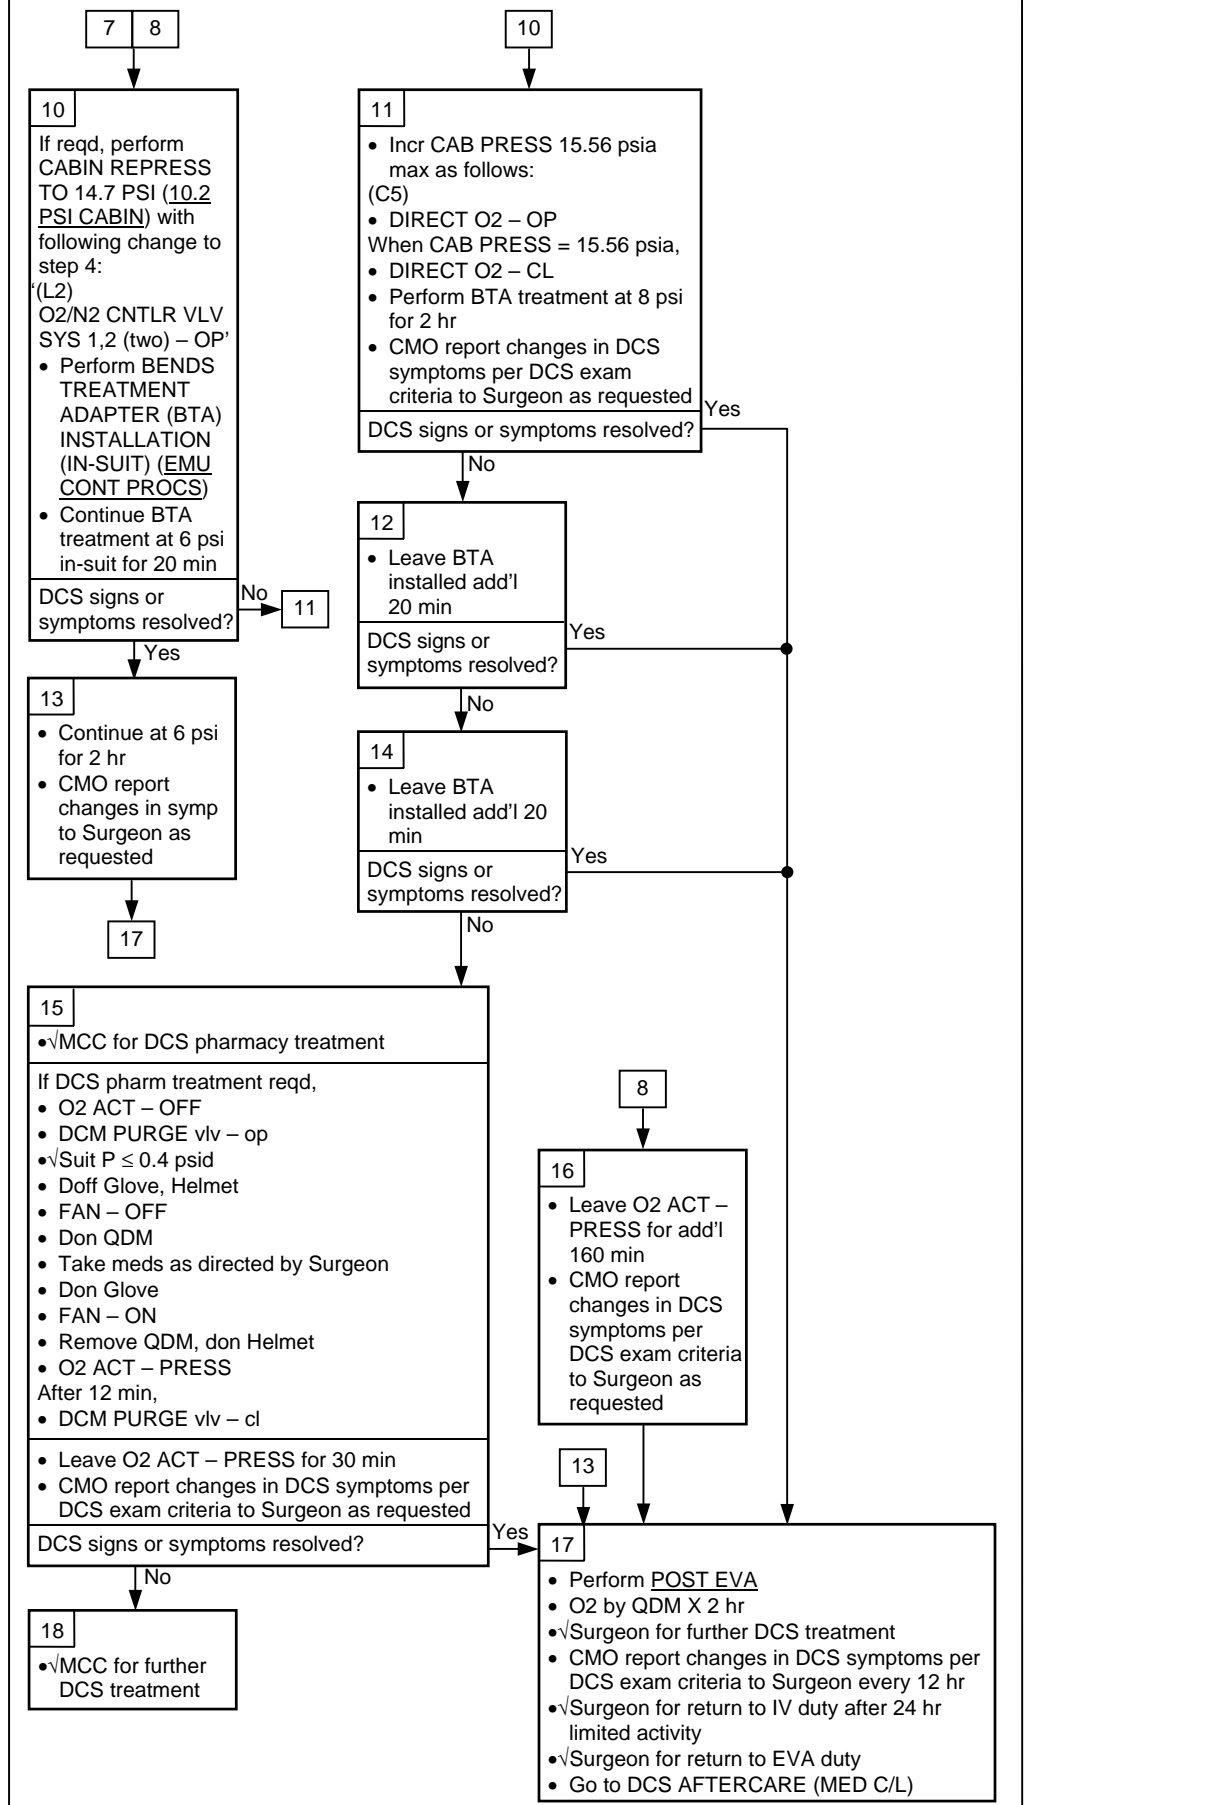 7 8
10
10
If reqd, perform
CABIN REPRESS
TO 14.7 PSI (10.2
PSI CABIN) with
following change to
step 4:
‘(L2)
O2/N2 CNTLR VLV
SYS 1,2 (two) – OP’
• Perform BENDS
TREATMENT
ADAPTER (BTA)
INSTALLATION
(IN-SUIT) (EMU
CONT PROCS)
• Continue BTA
treatment at 6 psi
in-suit for 20 min
DCS signs or
symptoms resolved?
No
11
Yes
13
• Continue at 6 psi
for 2 hr
• CMO report
changes in symp
to Surgeon as
requested
17
10
11
• Incr CAB PRESS 15.56 psia
max as follows:
(C5)
• DIRECT O2 – OP
When CAB PRESS = 15.56 psia,
• DIRECT O2 – CL
• Perform BTA treatment at 8 psi
for 2 hr
• CMO report changes in DCS
symptoms per DCS exam
criteria to Surgeon as requested
DCS signs or symptoms resolved?
Yes
No
12
• Leave BTA
installed add’l
20 min
DCS signs or
symptoms resolved?
Yes
No
14
• Leave BTA
installed add’l 20
min
DCS signs or
symptoms resolved?
Yes
No
15
•√MCC for DCS pharmacy treatment
If DCS pharm treatment reqd,
• O2 ACT – OFF
• DCM PURGE vlv – op
•√Suit P ≤ 0.4 psid
• Doff Glove, Helmet
• FAN – OFF
• Don QDM
• Take meds as directed by Surgeon
• Don Glove
• FAN – ON
• Remove QDM, don Helmet
• O2 ACT – PRESS
After 12 min,
• DCM PURGE vlv – cl
• Leave O2 ACT – PRESS for 30 min
• CMO report changes in DCS symptoms per
DCS exam criteria to Surgeon as requested
DCS signs or symptoms resolved?
Yes
No
18
•√MCC for further
DCS treatment
8
16
• Leave O2 ACT –
PRESS for add’l
160 min
• CMO report
changes in DCS
symptoms per
DCS exam criteria
to Surgeon as
requested
13
17
• Perform POST EVA
• O2 by QDM X 2 hr
•√Surgeon for further DCS treatment
• CMO report changes in DCS symptoms per
DCS exam criteria to Surgeon every 12 hr
•√Surgeon for return to IV duty after 24 hr
limited activity
•√Surgeon for return to EVA duty
• Go to DCS AFTERCARE (MED C/L)